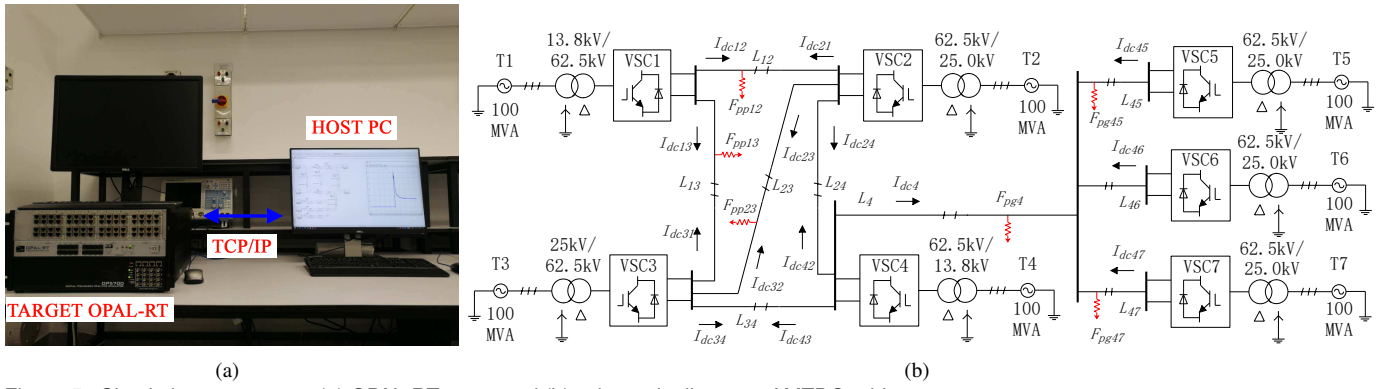 HOST PC
TCP/IP
OPAL-RT
TARGET OPAL-RT
(a)
T1
13.8kV/
62.5kV
VSC1
100
MVA
Δ
I_dc12
L_12
I_dc21
F_pp12
VSC2
62.5kV/
25.0kV
T2
100
MVA
Δ
I_dc13
F_pp13
L_13
F_pp23
I_dc31
I_dc23
L_23
I_dc32
I_dc24
L_24
I_dc42
T3
25kV/
62.5kV
VSC3
100
MVA
Δ
L_34
I_dc34
I_dc43
L_4
I_dc4
F_pg4
VSC4
62.5kV/
13.8kV
T4
100
MVA
Δ
I_dc45
L_45
F_pg45
VSC5
62.5kV/
25.0kV
T5
100
MVA
Δ
I_dc46
L_46
VSC6
62.5kV/
25.0kV
T6
100
MVA
Δ
I_dc47
L_47
F_pg47
VSC7
62.5kV/
25.0kV
T7
100
MVA
Δ
(b)